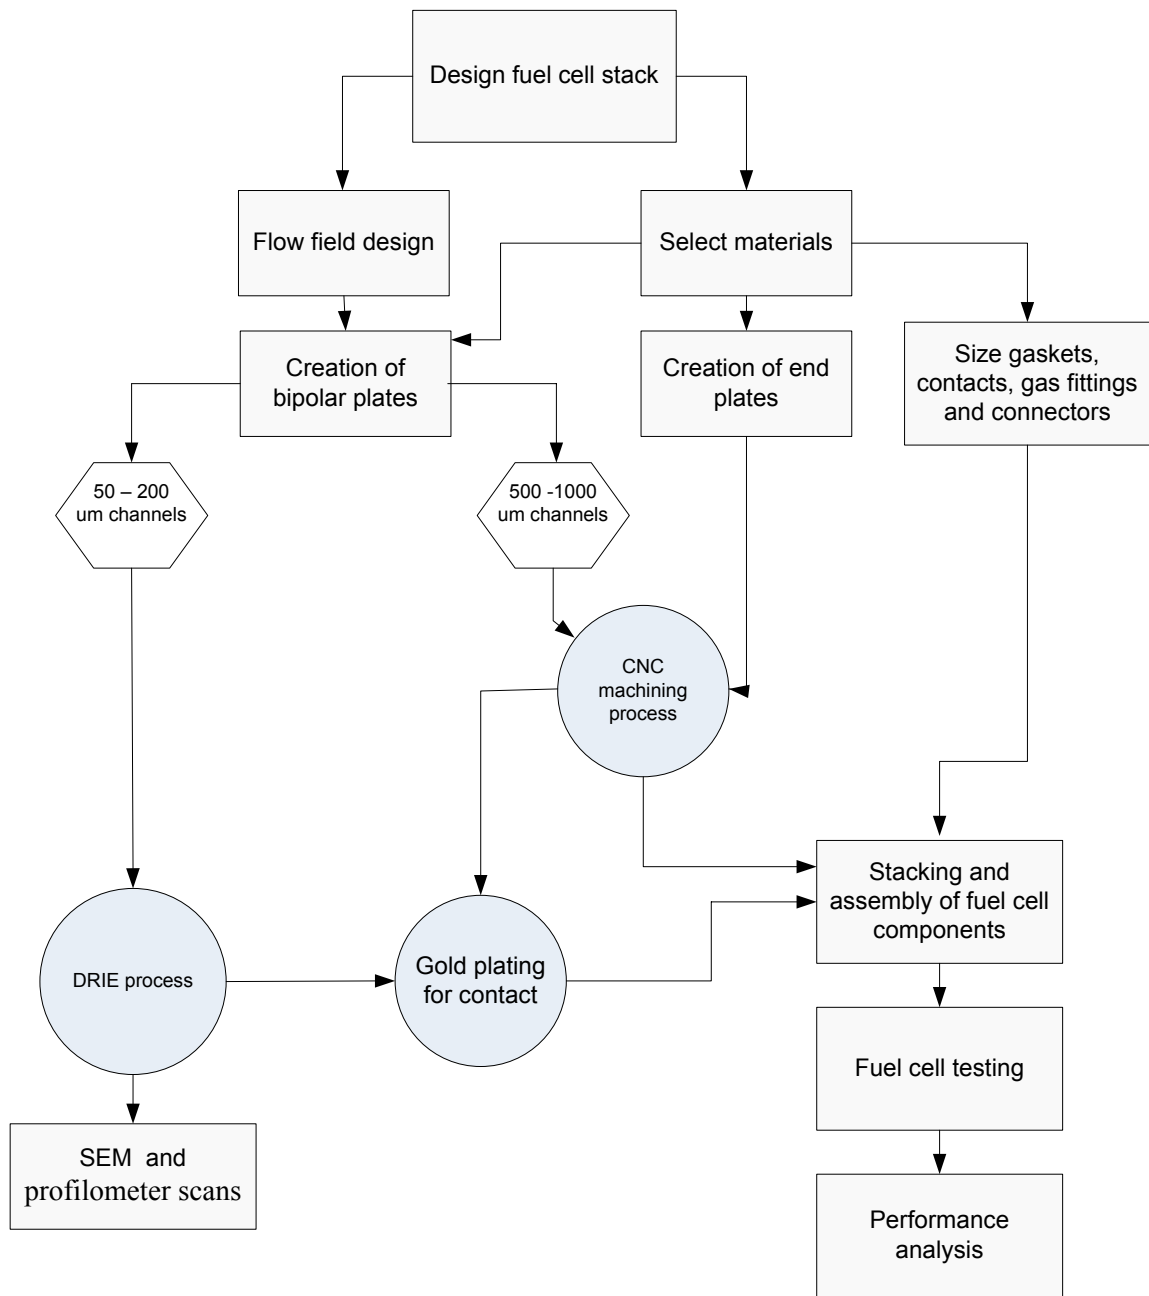 Design fuel cell stack
Flow field design
Select materials
Creation of
bipolar plates
Creation of end
plates
Size gaskets,
contacts, gas fittings
and connectors
50 – 200
um channels
500 -1000
um channels
CNC
machining
process
Stacking and
assembly of fuel cell
components
DRIE process
Gold plating
for contact
Fuel cell testing
SEM and
profilometer scans
Performance
analysis